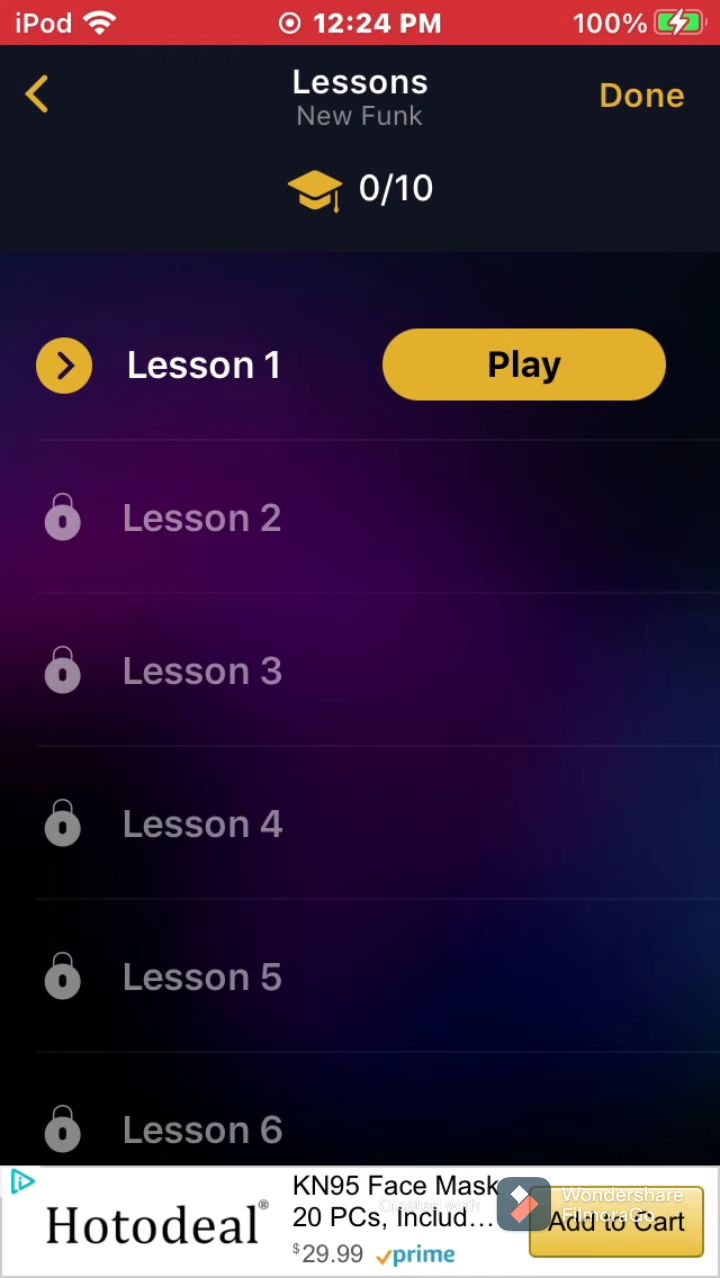 iPod 12:24 PM 100%
Lessons
New Funk
Done
0/10
Lesson 1 Play
Lesson 2
Lesson 3
Lesson 4
Lesson 5
Lesson 6
Hotodeal®
KN95 Face Mask
20 PCs, Includ...
$29.99 prime
Add to Cart
Created with
Wondershare
FilmoraGo